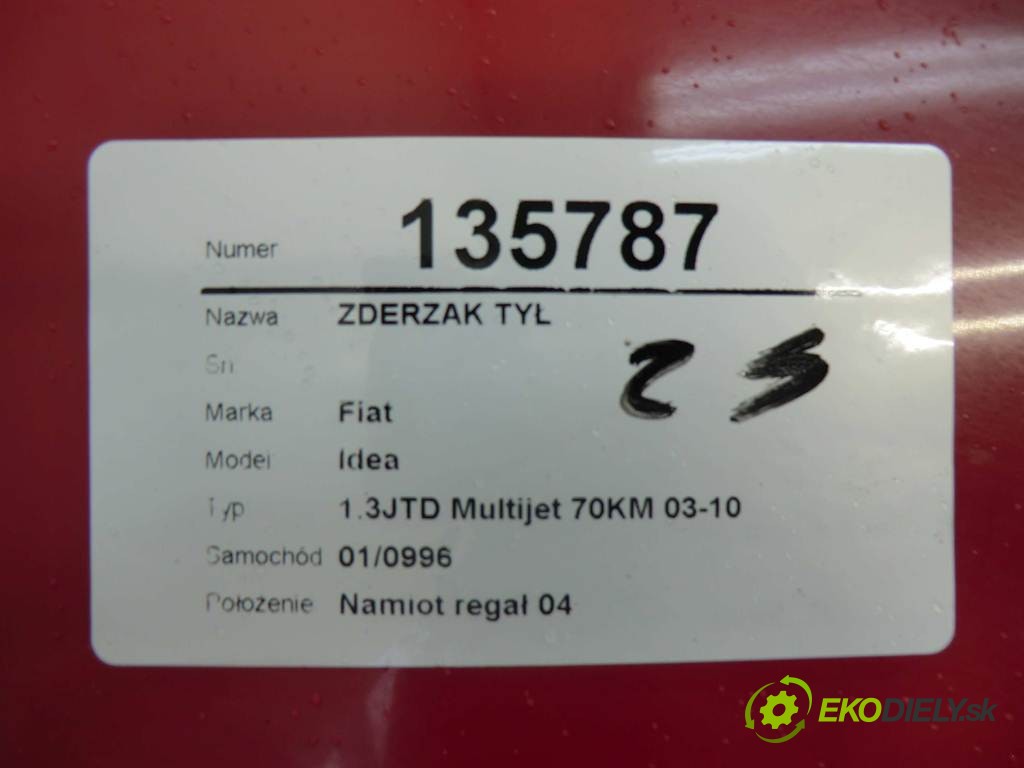 Numer 135787
Nazwa ZDERZAK TYŁ
Sn
Marka Fiat
Model Idea
Typ 1.3JTD Multijet 70KM 03-10
Samochód 01/0996
Położenie Namiot regał 04
EKODIELY.sk